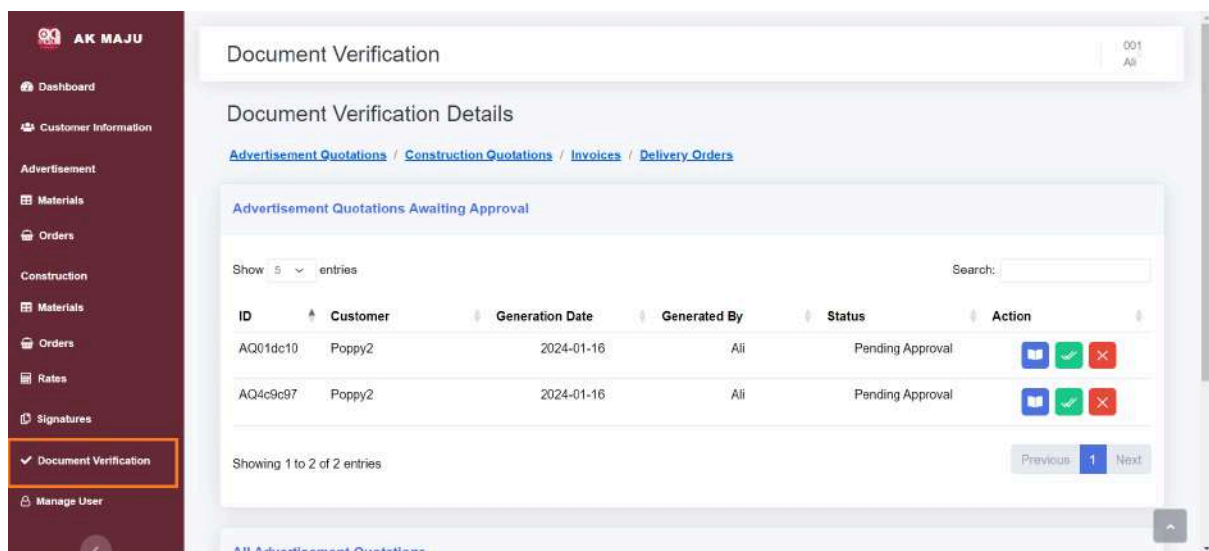 AK MAJU
Dashboard
Customer Information
Advertisement
Materials
Orders
Construction
Materials
Orders
Rates
Signatures
Document Verification
Manage User
Document Verification
001
Ali
Document Verification Details
Advertisement Quotations / Construction Quotations / Invoices / Delivery Orders
Advertisement Quotations Awaiting Approval
Show 5 entries
Search:
ID Customer Generation Date Generated By Status Action
AQ01dc10 Poppy2 2024-01-16 Ali Pending Approval
AQ4c9c97 Poppy2 2024-01-16 Ali Pending Approval
Showing 1 to 2 of 2 entries
Previous 1 Next
All Advertisement Quotations